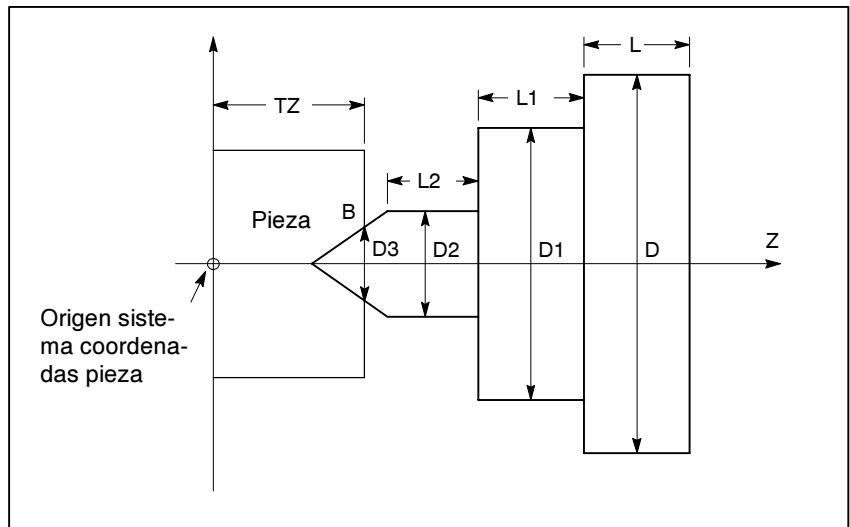 L
TZ
L1
L2
Pieza
B
Z
D3
D2
D1
D
Origen siste-
ma coordena-
das pieza